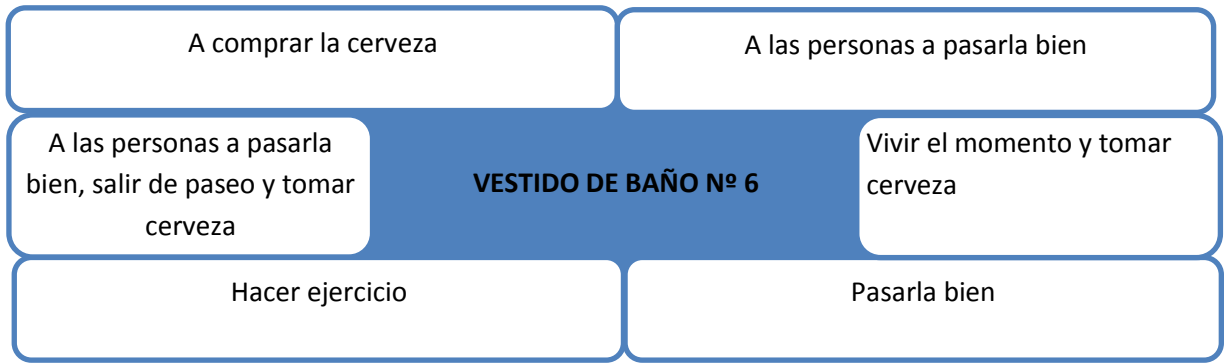 A comprar la cerveza
A las personas a pasarla bien
A las personas a pasarla
bien, salir de paseo y tomar
cerveza
VESTIDO DE BAÑO Nº 6
Vivir el momento y tomar
cerveza
Hacer ejercicio
Pasarla bien